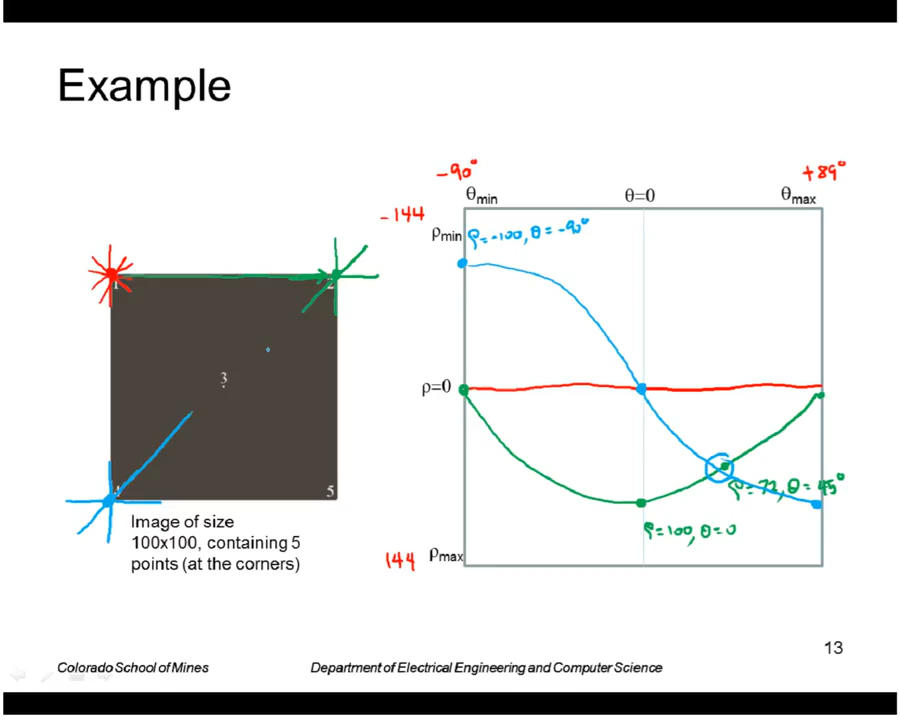 Example
-90°
+89°
θmin
θ=0
θmax
-144
ρmin
ρ=-100, θ=-90°
1
2
3
ρ=0
4
5
ρ=72, θ=45°
Image of size
100x100, containing 5
points (at the corners)
ρ=100, θ=0
144
ρmax
13
Colorado School of Mines
Department of Electrical Engineering and Computer Science